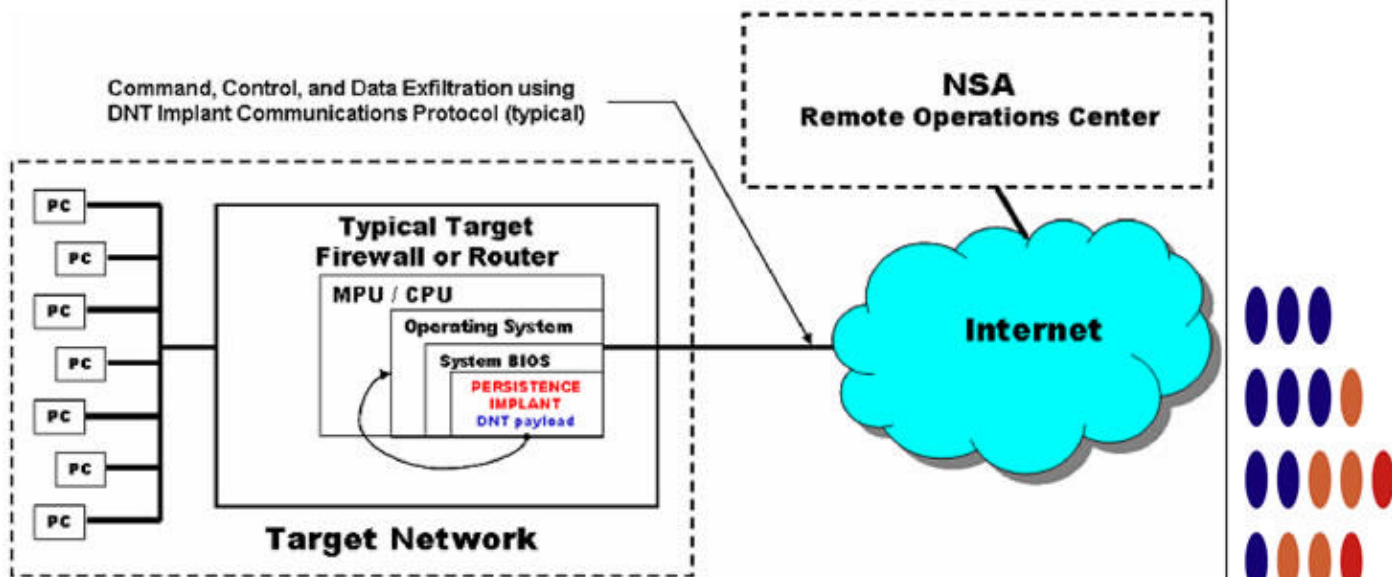 Command, Control, and Data Exfiltration using
DNT Implant Communications Protocol (typical)
NSA
Remote Operations Center
PC
PC
PC
PC
PC
PC
PC
Typical Target
Firewall or Router
MPU / CPU
Operating System
System BIOS
PERSISTENCE
IMPLANT
DNT payload
Internet
Target Network